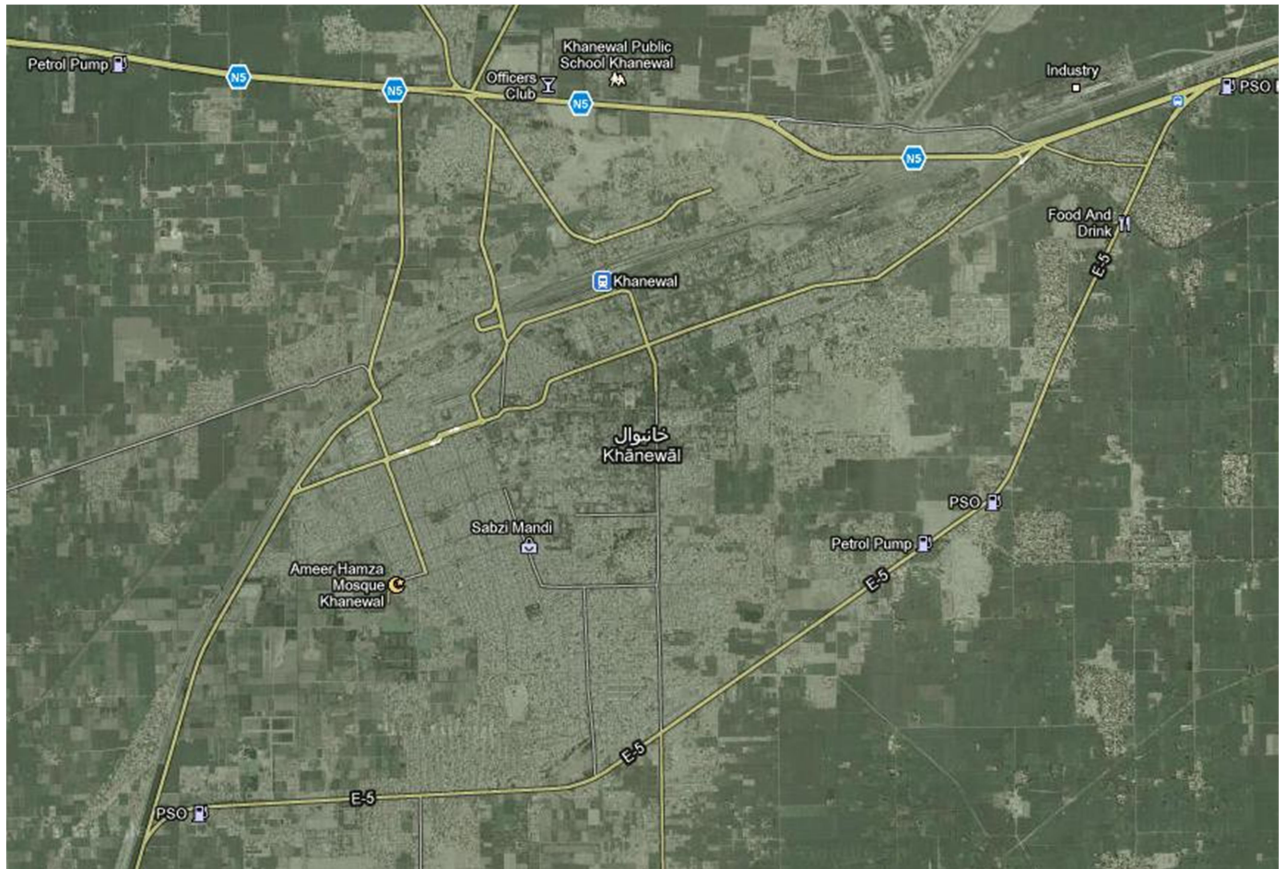 Petrol Pump
N5
N5
Officers
Club
Khanewal Public
School Khanewal
N5
Industry
PSO
N5
Food And
Drink
E-5
Khanewal
خانیوال
Khānewāl
PSO
Sabzi Mandi
Petrol Pump
E-5
Ameer Hamza
Mosque
Khanewal
E-5
E-5
PSO